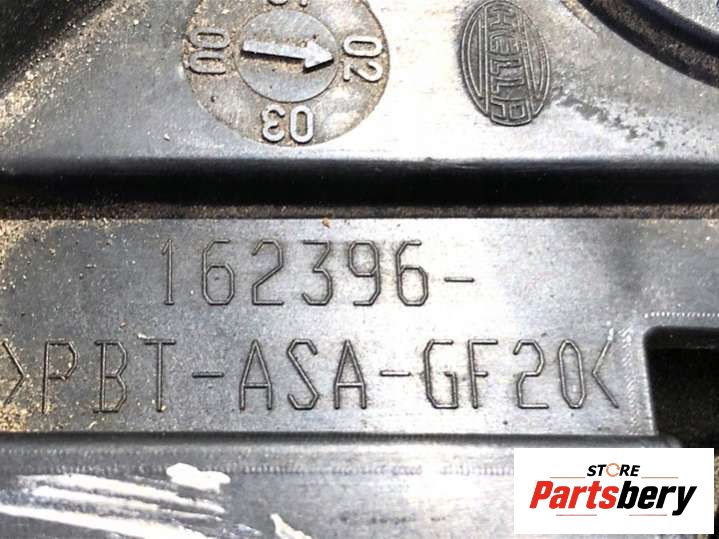 00
02
03
HELLA
162396-
>PBT-ASA-GF20<
STORE
Partsbery